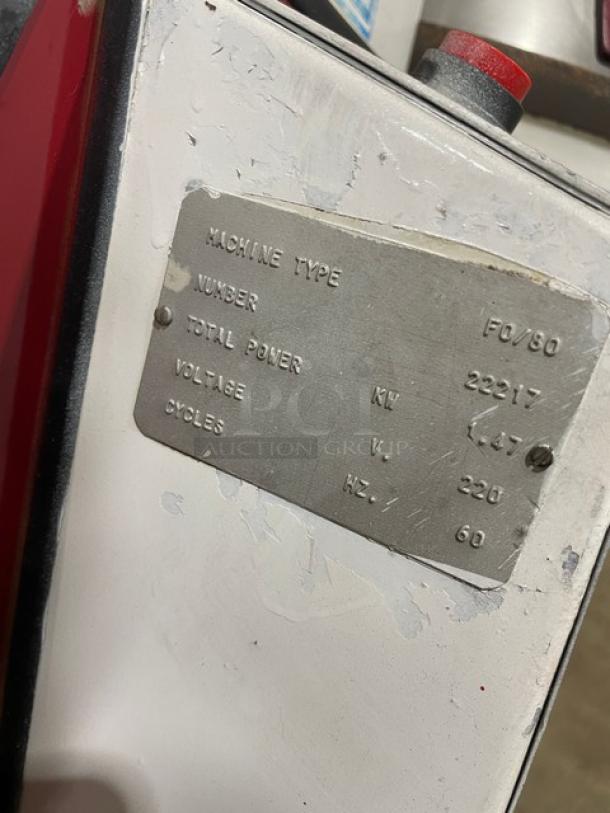 MACHINE TYPE FO/80
NUMBER 22217
TOTAL POWER KW 1.47
VOLTAGE V. 220
CYCLES HZ. 60
PCI
AUCTION GROUP